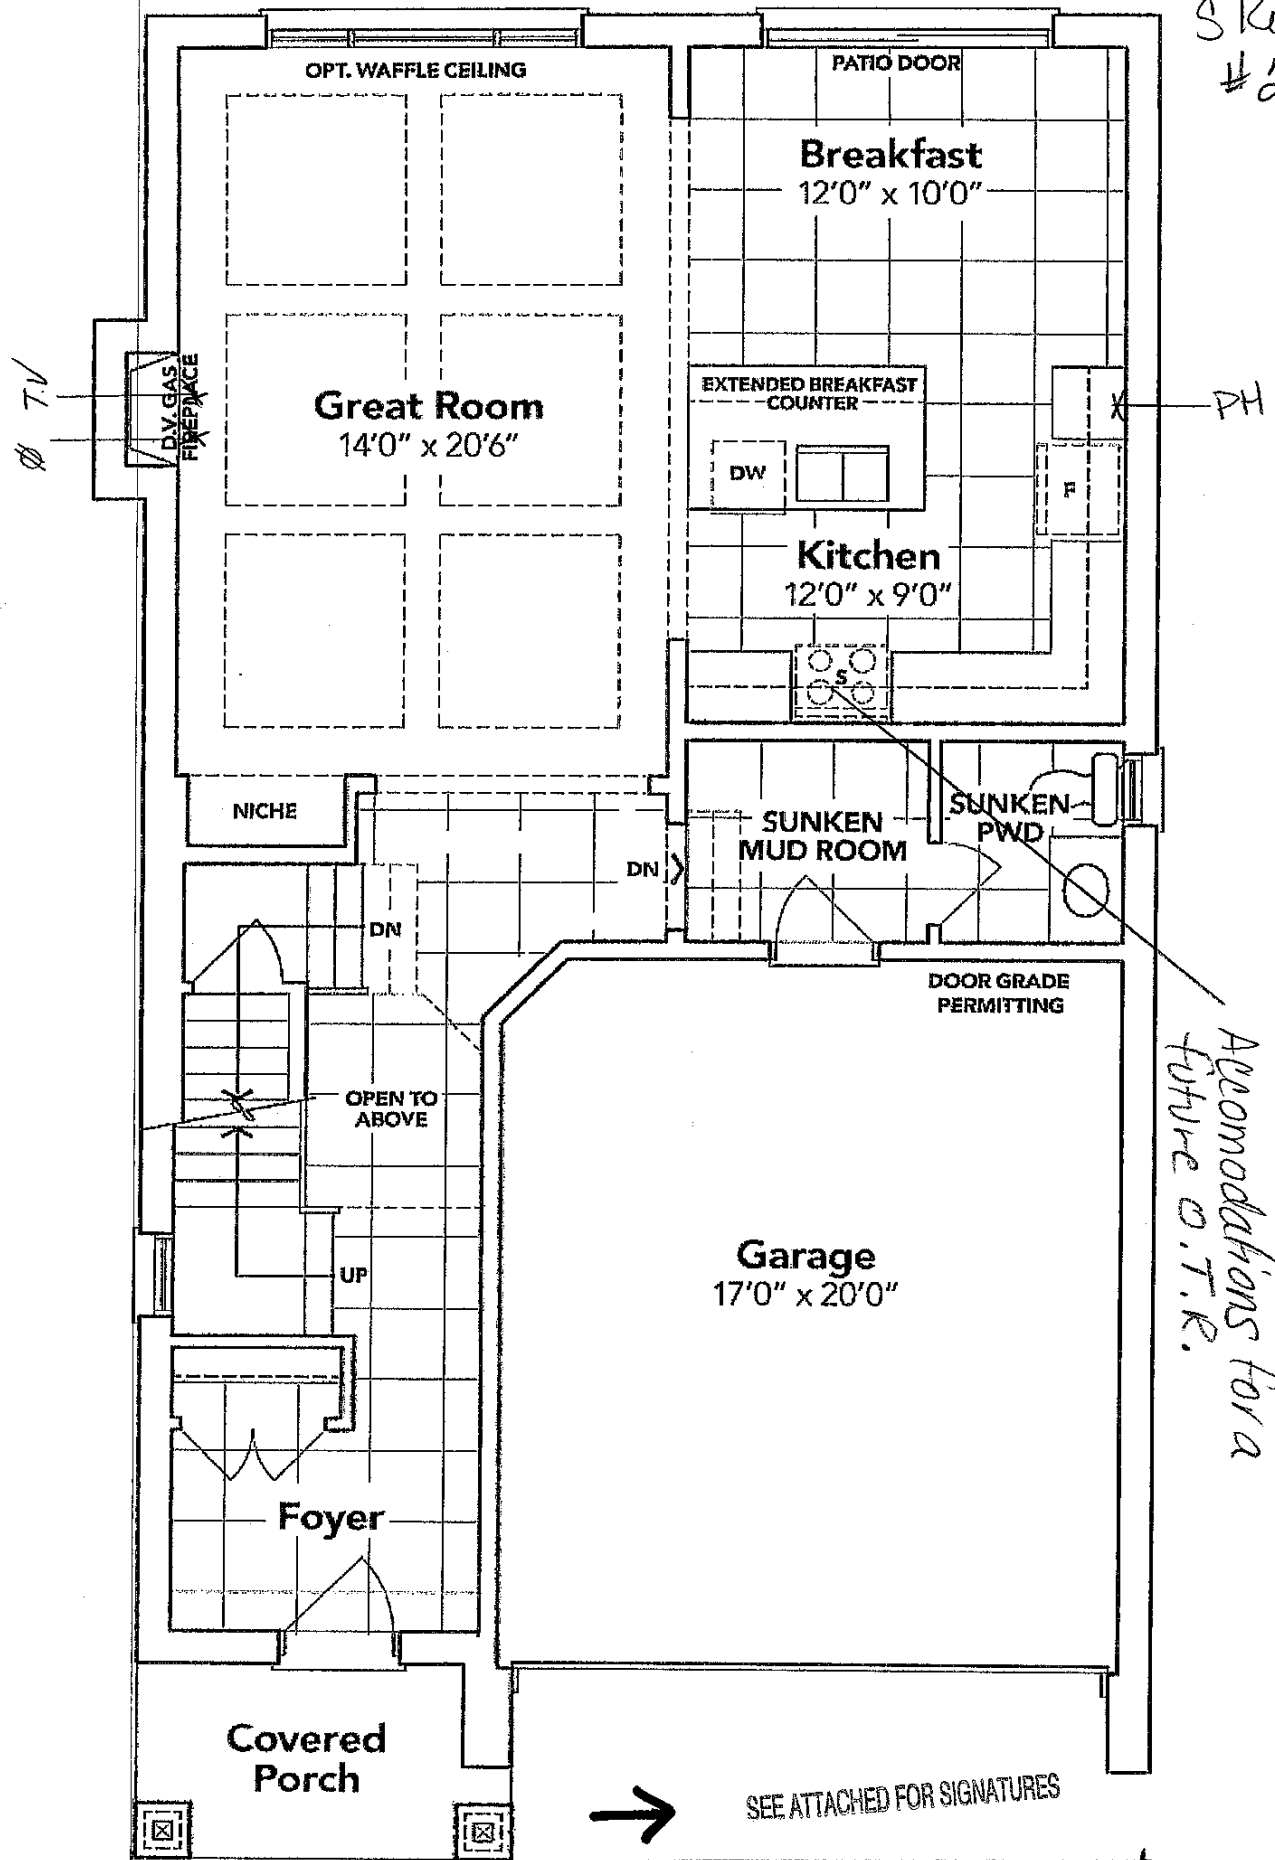 OPT. WAFFLE CEILING
PATIO DOOR
Breakfast
12'0" x 10'0"
T.V
Ø
D.V. GAS
FIREPLACE
Great Room
14'0" x 20'6"
EXTENDED BREAKFAST
COUNTER
PH
DW
F
Kitchen
12'0" x 9'0"
S
NICHE
SUNKEN
MUD ROOM
SUNKEN
PWD
DN
DN
DOOR GRADE
PERMITTING
Accomodations for a
future O.T.R.
OPEN TO
ABOVE
UP
Garage
17'0" x 20'0"
Foyer
Covered
Porch
SEE ATTACHED FOR SIGNATURES